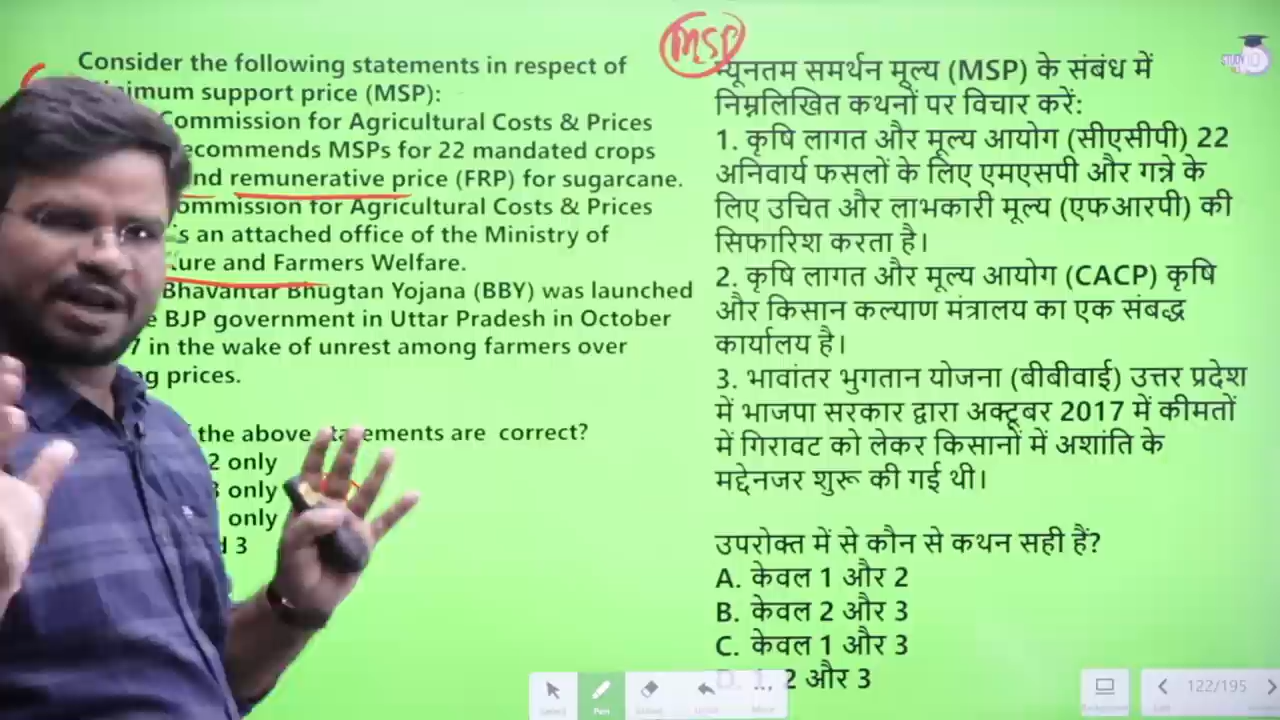 Consider the following statements in respect of
imum support price (MSP):
Commission for Agricultural Costs & Prices
ecommends MSPs for 22 mandated crops
nd remunerative price (FRP) for sugarcane.
ommission for Agricultural Costs & Prices
s an attached office of the Ministry of
ure and Farmers Welfare.
Bhavantar Bhugtan Yojana (BBY) was launched
e BJP government in Uttar Pradesh in October
7 in the wake of unrest among farmers over
ng prices.
the above statements are correct?
2 only
3 only
only
3
MSP
न्यूनतम समर्थन मूल्य (MSP) के संबंध में
निम्नलिखित कथनों पर विचार करें:
1. कृषि लागत और मूल्य आयोग (सीएसीपी) 22
अनिवार्य फसलों के लिए एमएसपी और गन्ने के
लिए उचित और लाभकारी मूल्य (एफआरपी) की
सिफारिश करता है।
2. कृषि लागत और मूल्य आयोग (CACP) कृषि
और किसान कल्याण मंत्रालय का एक संबद्ध
कार्यालय है।
3. भावांतर भुगतान योजना (बीबीवाई) उत्तर प्रदेश
में भाजपा सरकार द्वारा अक्टूबर 2017 में कीमतों
में गिरावट को लेकर किसानों में अशांति के
मद्देनजर शुरू की गई थी।
उपरोक्त में से कौन से कथन सही हैं?
A. केवल 1 और 2
B. केवल 2 और 3
C. केवल 1 और 3
D. 1, 2 और 3
STUDY
Pen
122/195